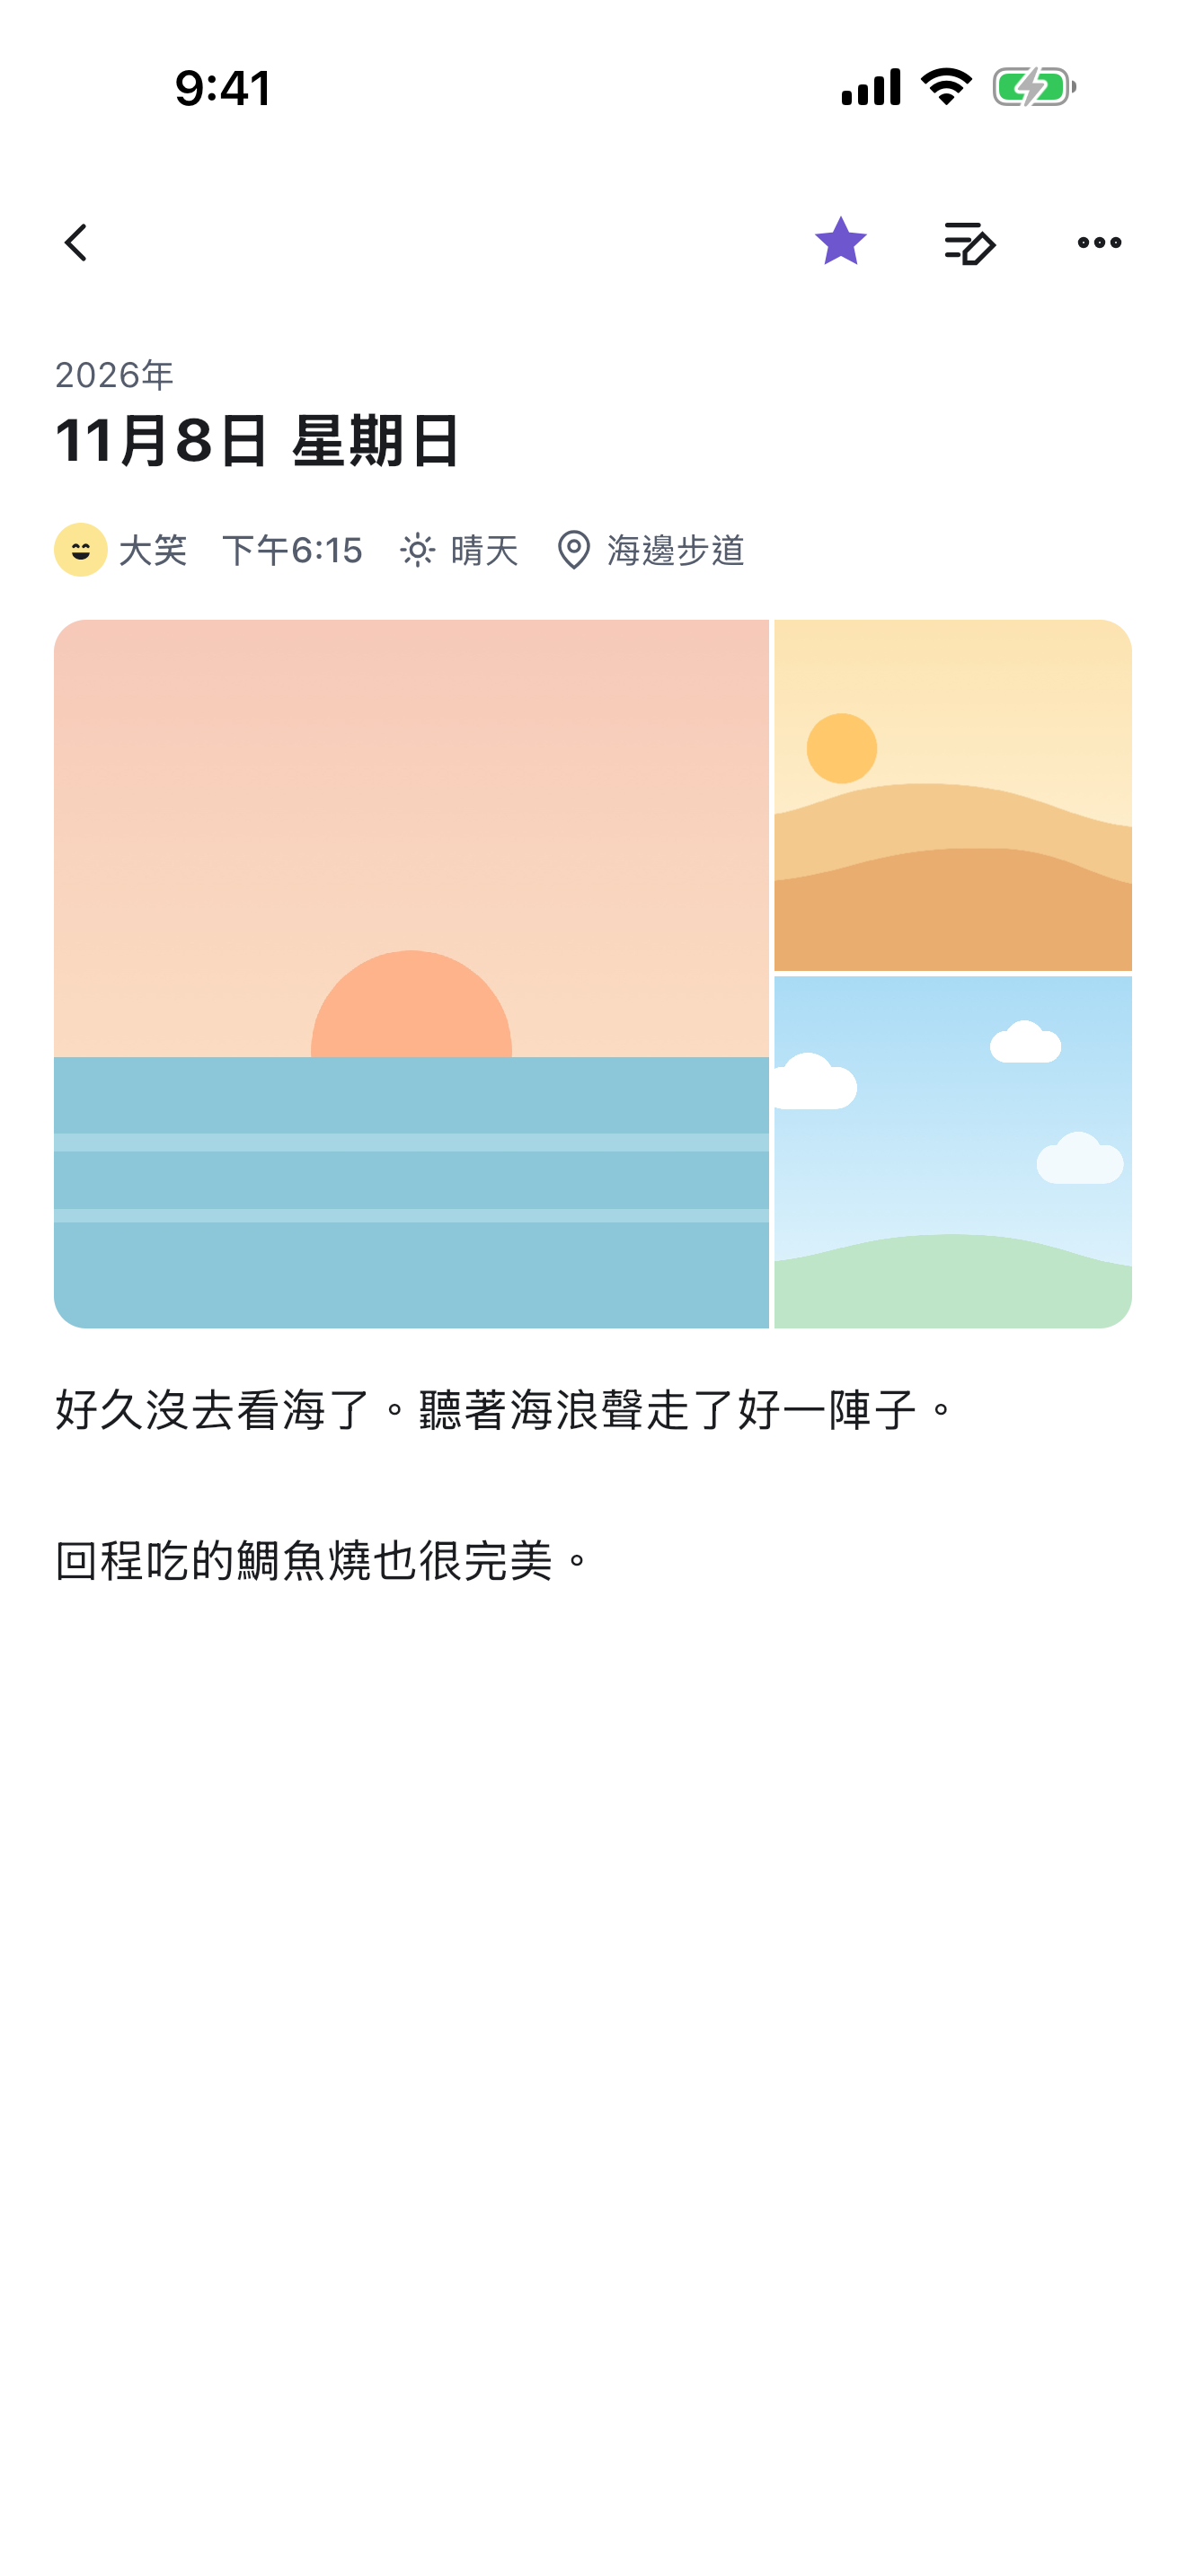 9:41
2026年
11月8日 星期日
大笑 下午6:15 晴天 海邊步道
好久沒去看海了。聽著海浪聲走了好一陣子。
回程吃的鯛魚燒也很完美。